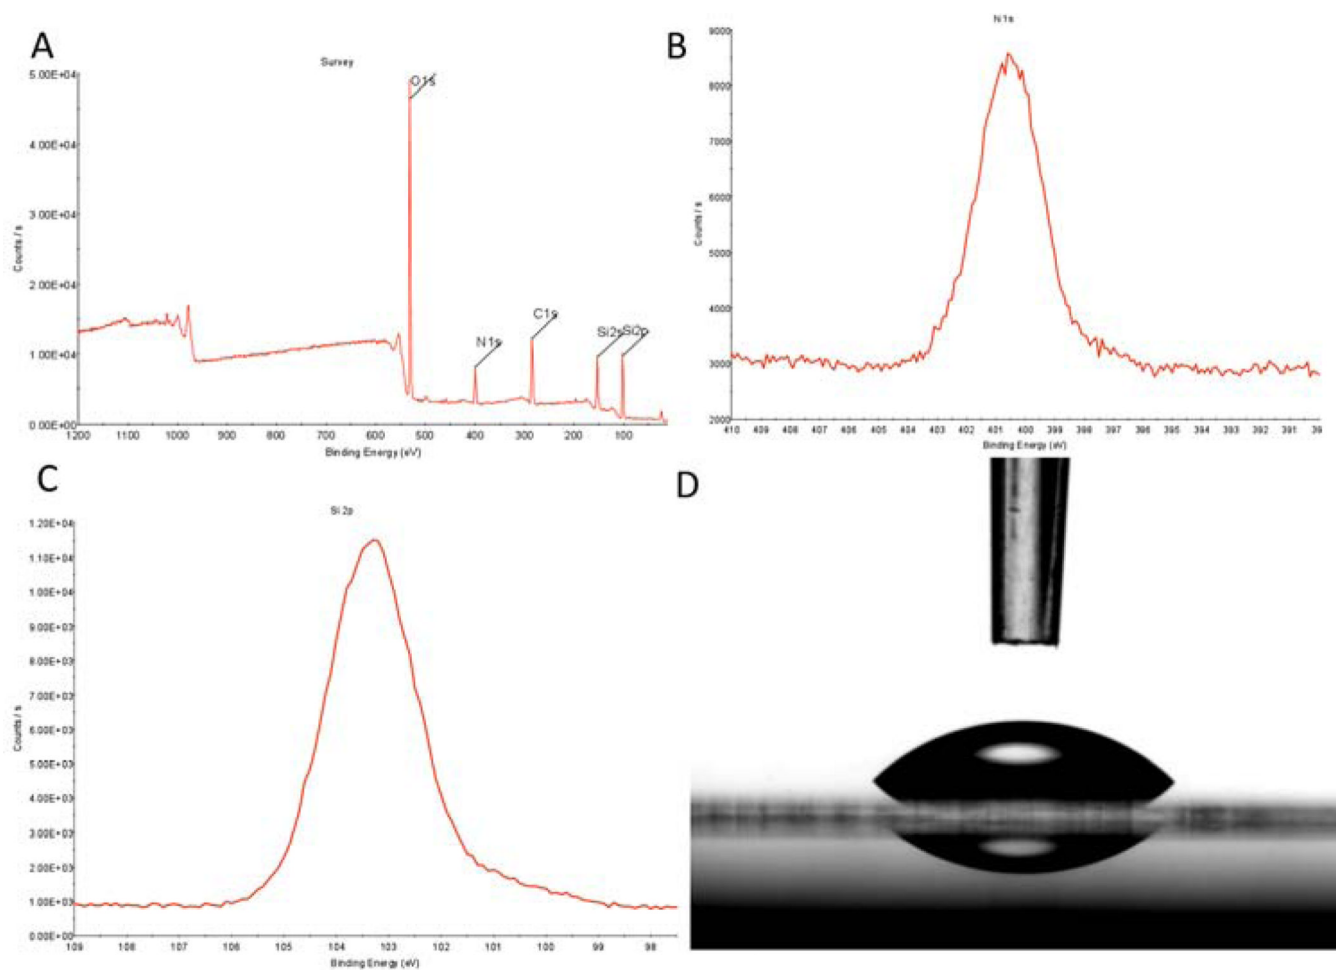 A
Survey
5.00E+04
4.00E+04
3.00E+04
2.00E+04
1.00E+04
0.00E+00
Counts / s
O1s
N1s
C1s
Si2s
Si2p
1200 1100 1000 900 800 700 600 500 400 300 200 100
Binding Energy (eV)
B
N1s
9000
8000
7000
6000
5000
4000
3000
2000
Counts / s
410 409 408 407 406 405 404 403 402 401 400 399 398 397 396 395 394 393 392 391 39
Binding Energy (eV)
C
Si 2p
1.20E+04
1.10E+04
1.00E+04
9.00E+03
8.00E+03
7.00E+03
6.00E+03
5.00E+03
4.00E+03
3.00E+03
2.00E+03
1.00E+03
0.00E+00
Counts / s
109 108 107 106 105 104 103 102 101 100 99 98
Binding Energy (eV)
D